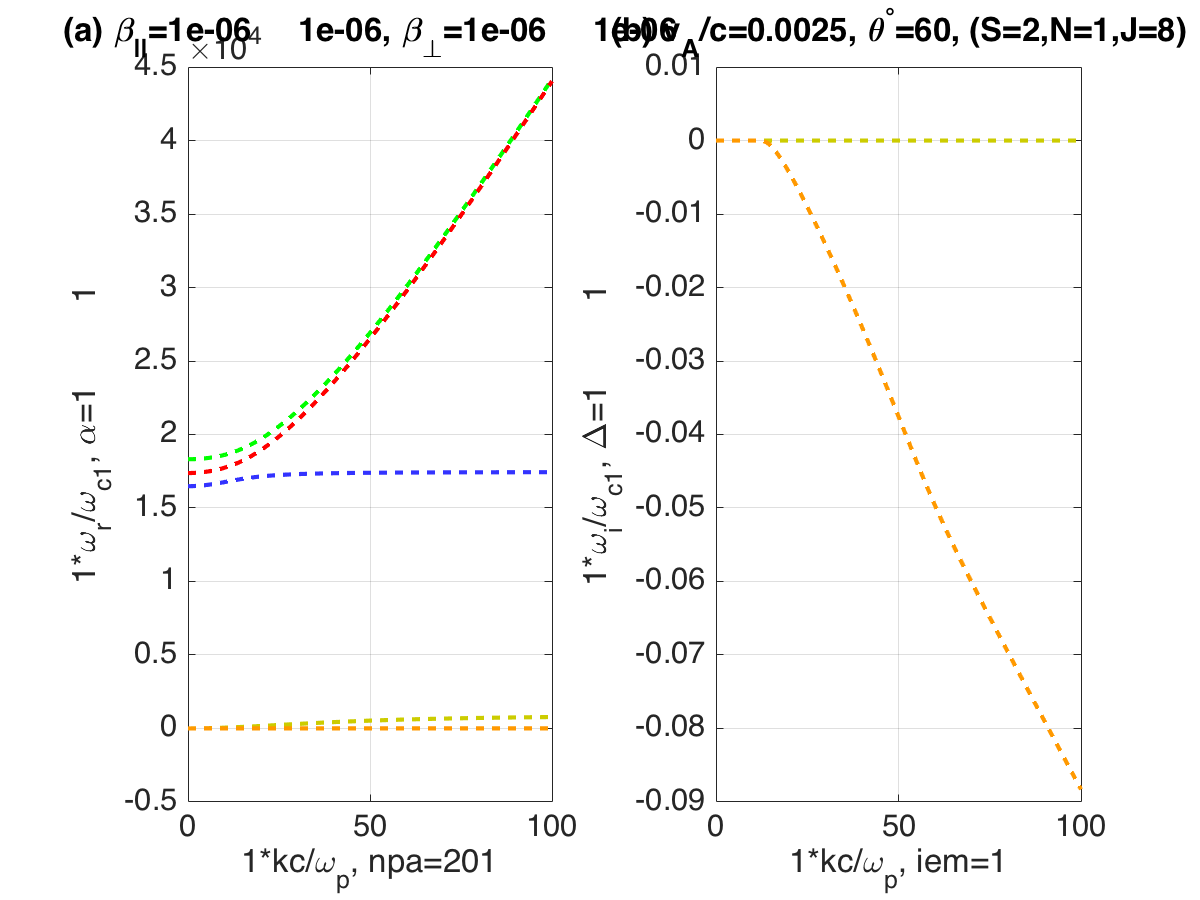 (a) β||=1e-06 1e-06, β⊥=1e-06 1e-06
(b) vA/c=0.0025, θ°=60, (S=2,N=1,J=8)
×10^4
4.5
4
3.5
3
2.5
2
1.5
1
0.5
0
-0.5
1*ωr/ωc1, α=1 1
0 50 100
1*kc/ωp, npa=201
0.01
0
-0.01
-0.02
-0.03
-0.04
-0.05
-0.06
-0.07
-0.08
-0.09
1*ωi/ωc1, Δ=1 1
0 50 100
1*kc/ωp, iem=1